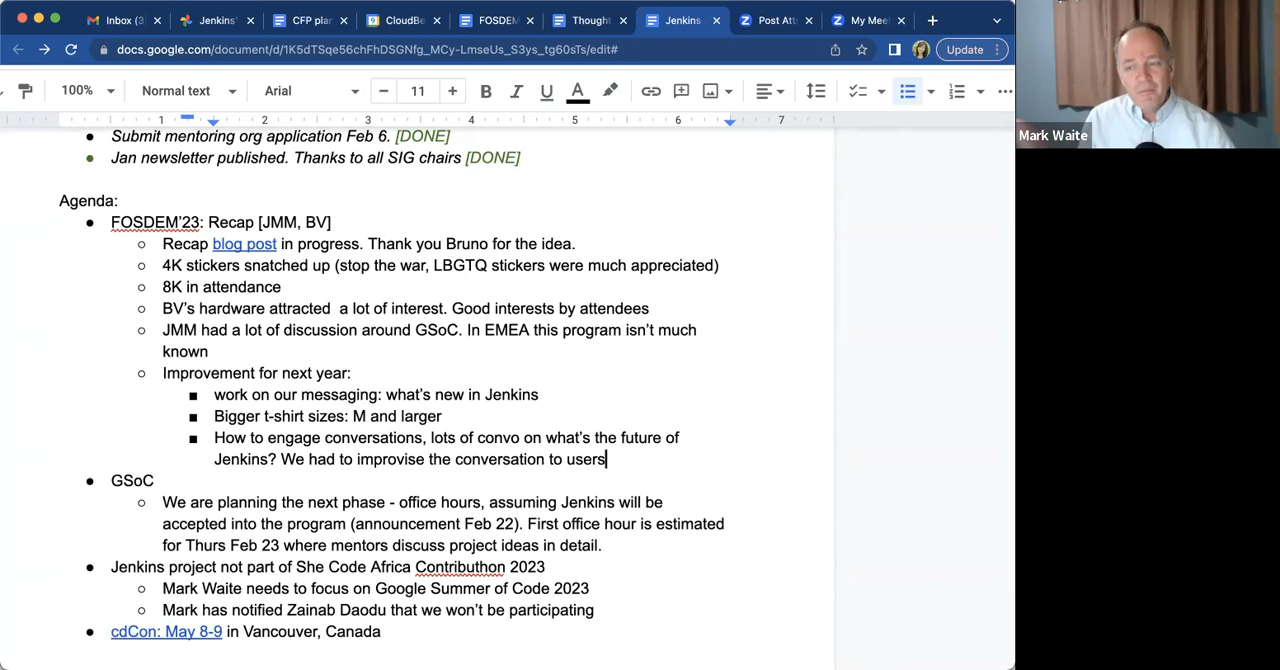 Inbox (3
Jenkins'
CFP plar
CloudBe
FOSDEM
Thought
Jenkins
Post Att
My Mee
docs.google.com/document/d/1K5dTSqe56chFhDSGNfg_MCy-LmseUs_S3ys_tg60sTs/edit#
Update
100%
Normal text
Arial
11
B I U A
1 2 3 4 5 6 7
Submit mentoring org application Feb 6. [DONE]
Jan newsletter published. Thanks to all SIG chairs [DONE]
Agenda:
FOSDEM'23: Recap [JMM, BV]
Recap blog post in progress. Thank you Bruno for the idea.
4K stickers snatched up (stop the war, LBGTQ stickers were much appreciated)
8K in attendance
BV's hardware attracted  a lot of interest. Good interests by attendees
JMM had a lot of discussion around GSoC. In EMEA this program isn't much
known
Improvement for next year:
work on our messaging: what's new in Jenkins
Bigger t-shirt sizes: M and larger
How to engage conversations, lots of convo on what's the future of
Jenkins? We had to improvise the conversation to users
GSoC
We are planning the next phase - office hours, assuming Jenkins will be
accepted into the program (announcement Feb 22). First office hour is estimated
for Thurs Feb 23 where mentors discuss project ideas in detail.
Jenkins project not part of She Code Africa Contributhon 2023
Mark Waite needs to focus on Google Summer of Code 2023
Mark has notified Zainab Daodu that we won't be participating
cdCon: May 8-9 in Vancouver, Canada
Mark Waite